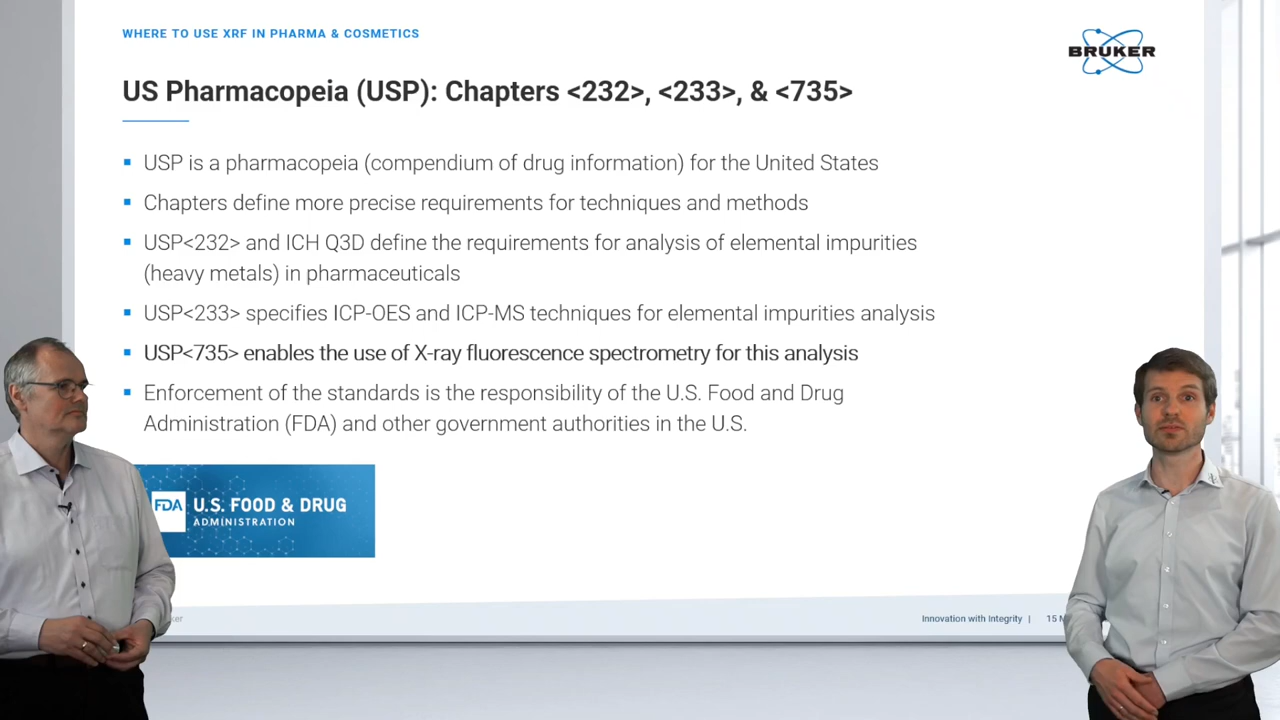 WHERE TO USE XRF IN PHARMA & COSMETICS
BRUKER
US Pharmacopeia (USP): Chapters <232>, <233>, & <735>
USP is a pharmacopeia (compendium of drug information) for the United States
Chapters define more precise requirements for techniques and methods
USP<232> and ICH Q3D define the requirements for analysis of elemental impurities
(heavy metals) in pharmaceuticals
USP<233> specifies ICP-OES and ICP-MS techniques for elemental impurities analysis
USP<735> enables the use of X-ray fluorescence spectrometry for this analysis
Enforcement of the standards is the responsibility of the U.S. Food and Drug
Administration (FDA) and other government authorities in the U.S.
FDA U.S. FOOD & DRUG
ADMINISTRATION
Innovation with Integrity | 15